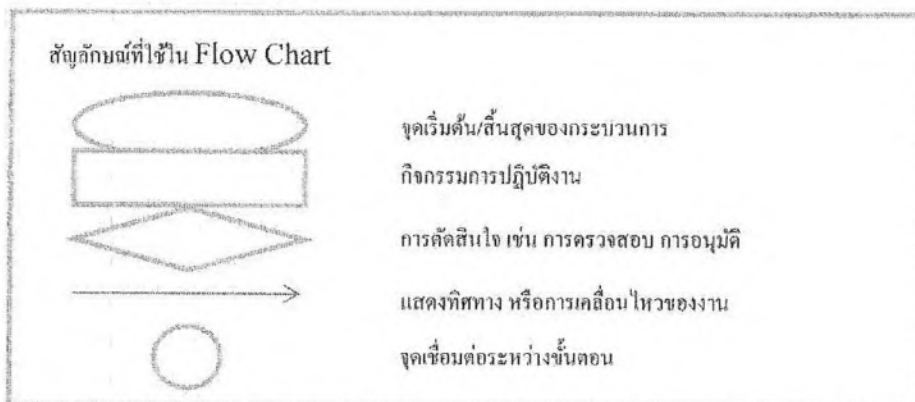 สัญลักษณ์ที่ใช้ใน Flow Chart
จุดเริ่มต้น/สิ้นสุดของกระบวนการ
กิจกรรมการปฏิบัติงาน
การตัดสินใจ เช่น การตรวจสอบ การอนุมัติ
แสดงทิศทาง หรือการเคลื่อนไหวของงาน
จุดเชื่อมต่อระหว่างขั้นตอน